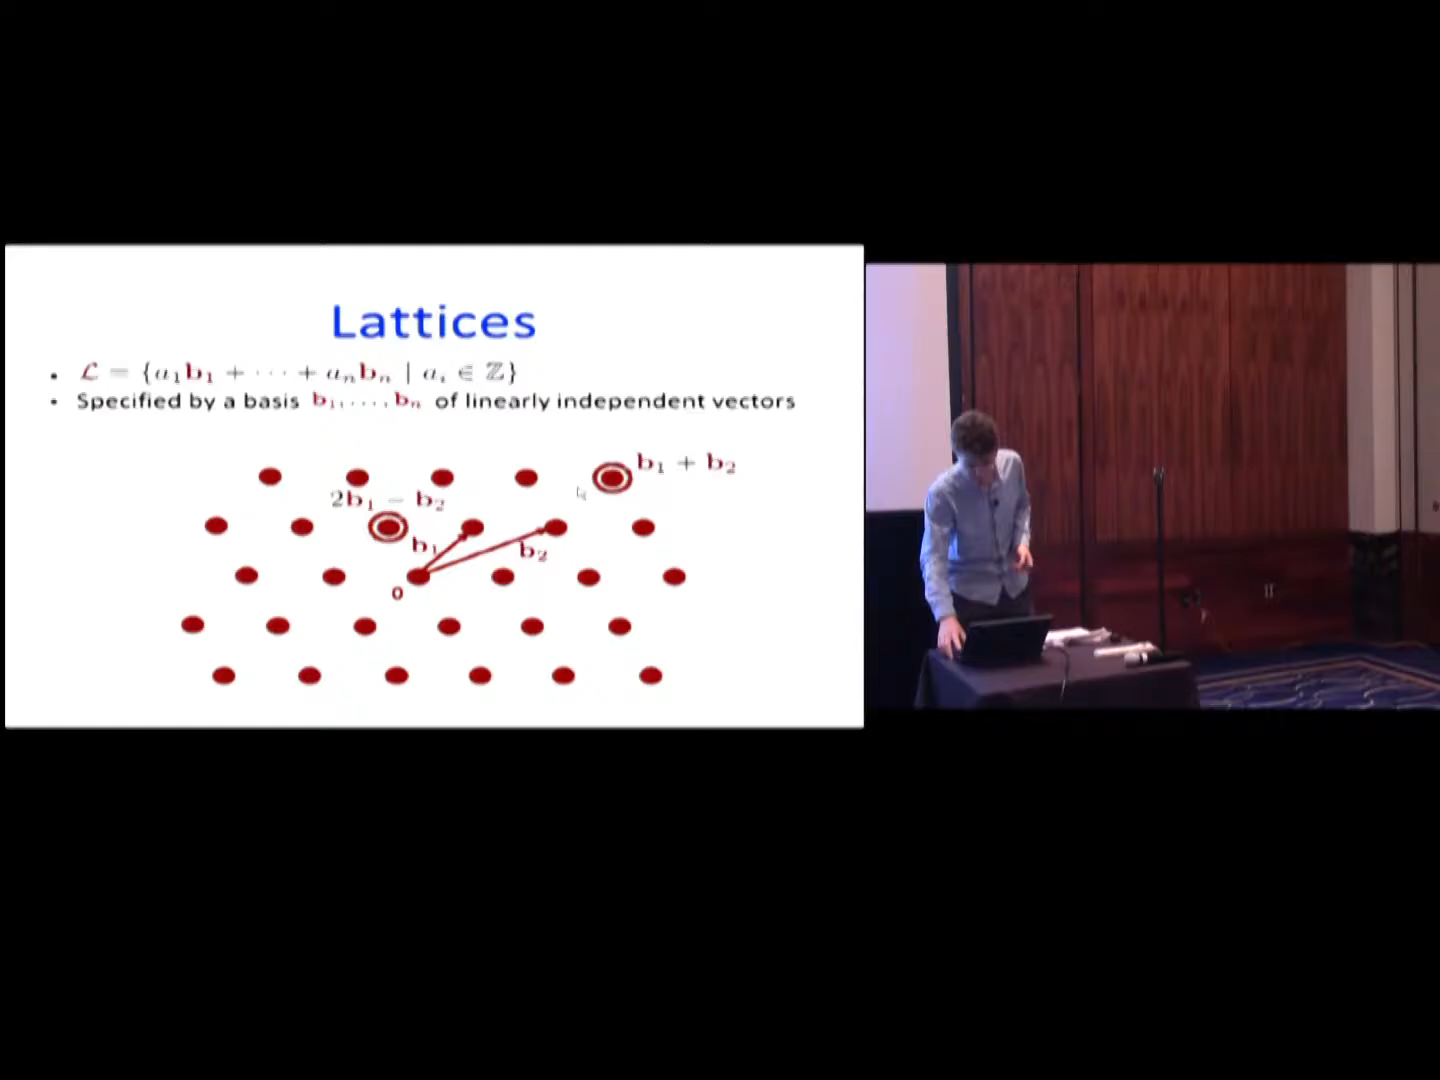 Lattices
• ℒ = {a₁b₁ + ⋯ + aₙbₙ | aᵢ ∈ ℤ}
• Specified by a basis b₁, …, bₙ of linearly independent vectors
b₁ + b₂
2b₁ − b₂
b₁
b₂
0